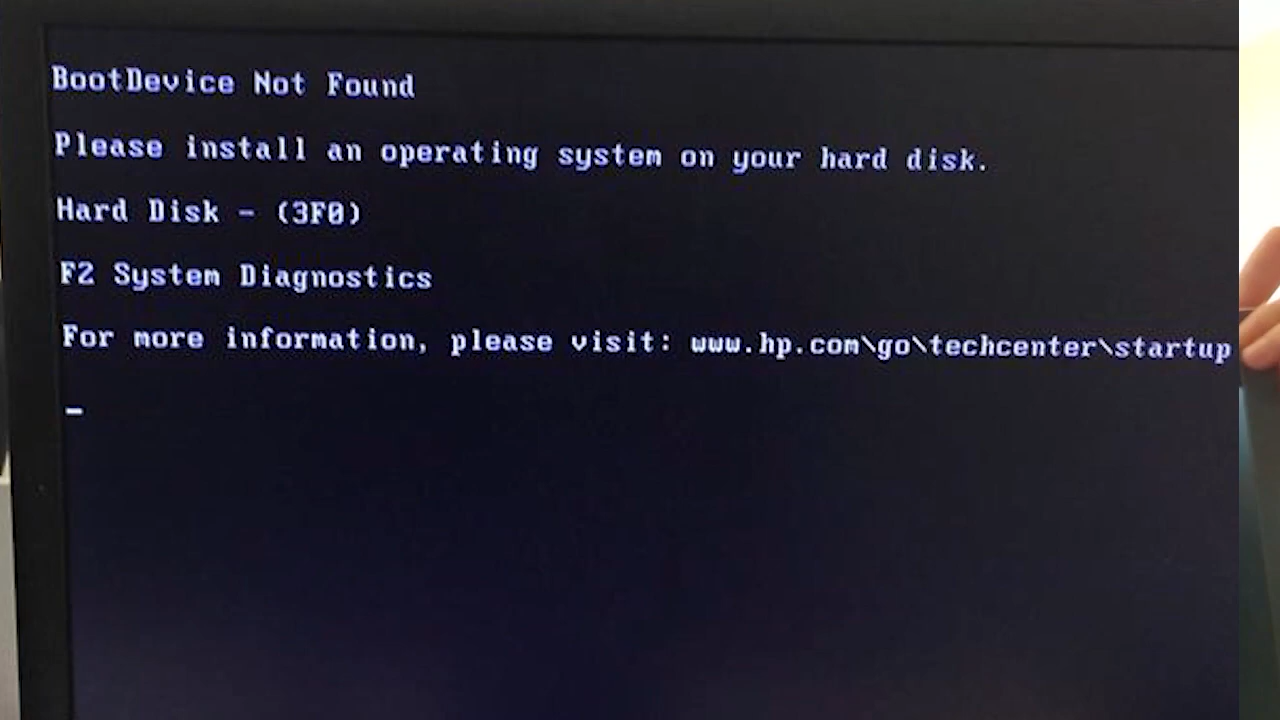 BootDevice Not Found
Please install an operating system on your hard disk.
Hard Disk - (3F0)
F2 System Diagnostics
For more information, please visit: www.hp.com\go\techcenter\startup